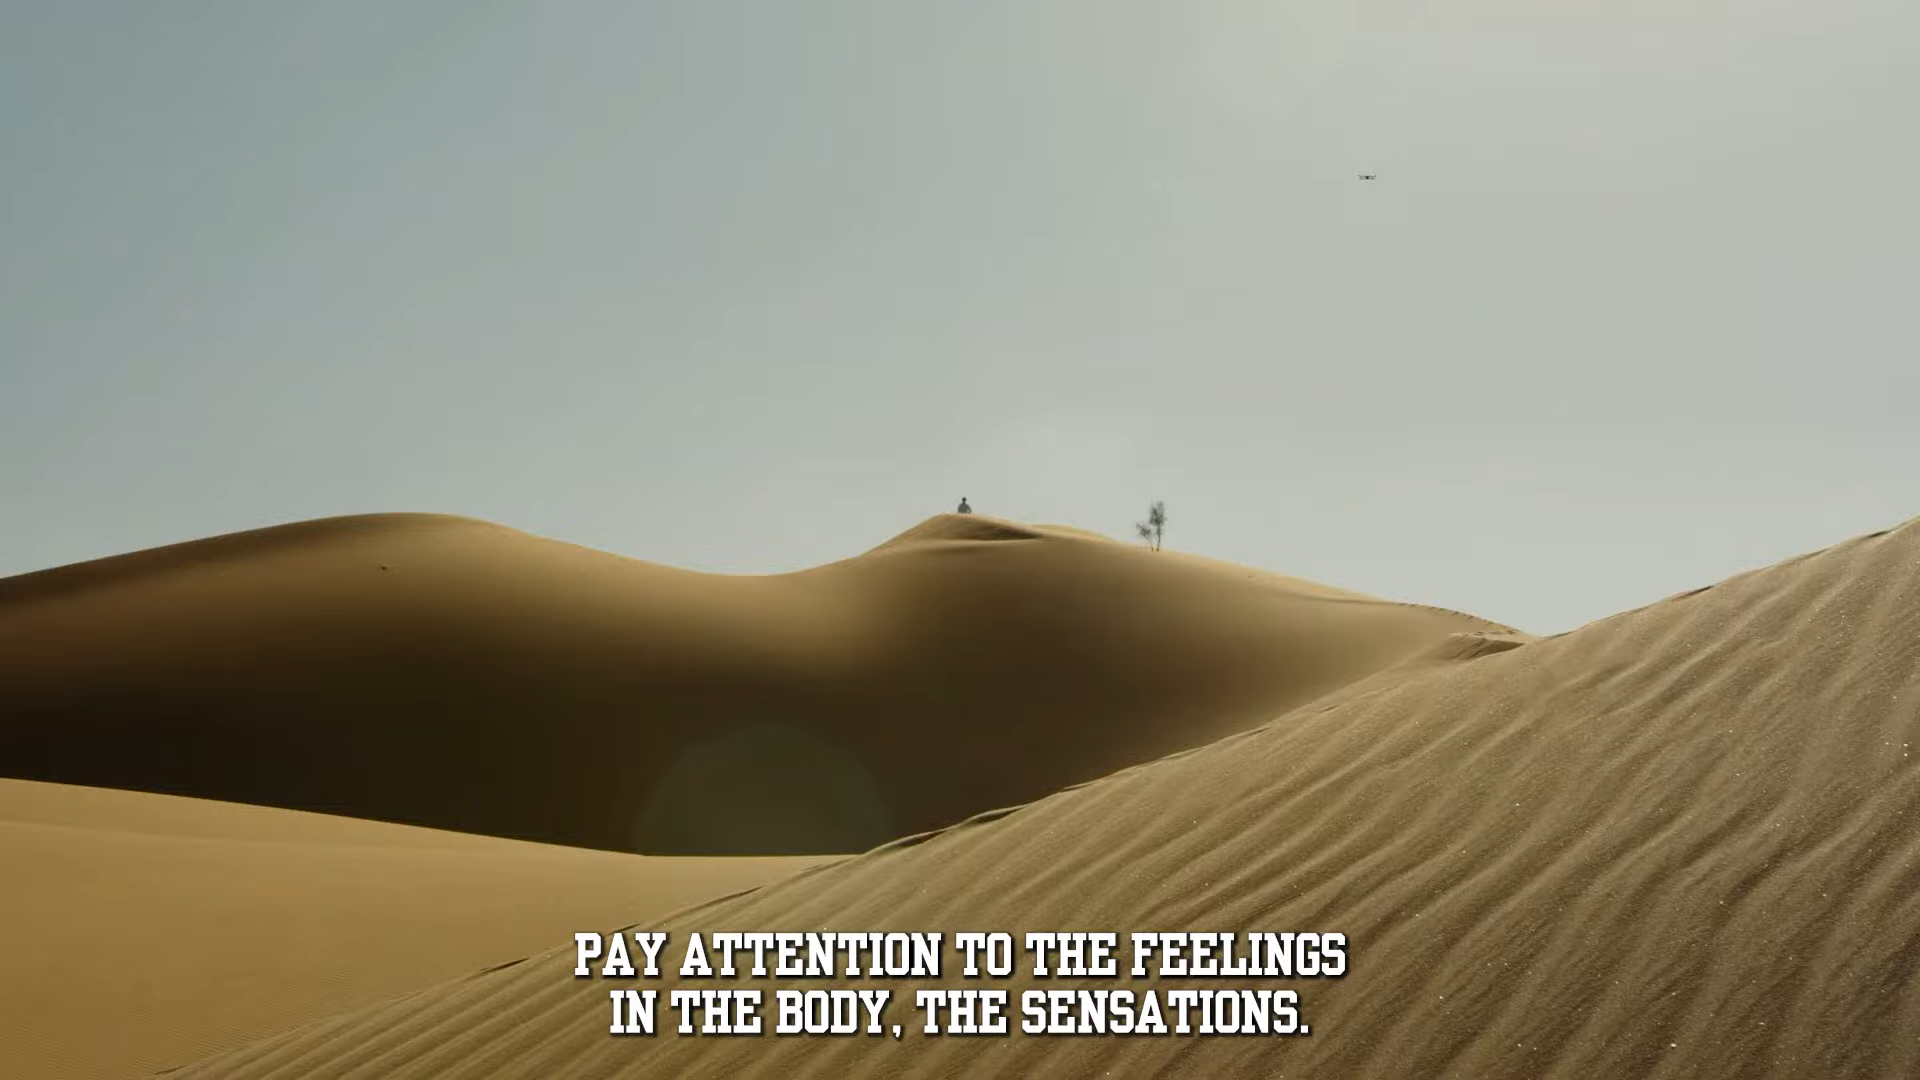 PAY ATTENTION TO THE FEELINGS
IN THE BODY, THE SENSATIONS.